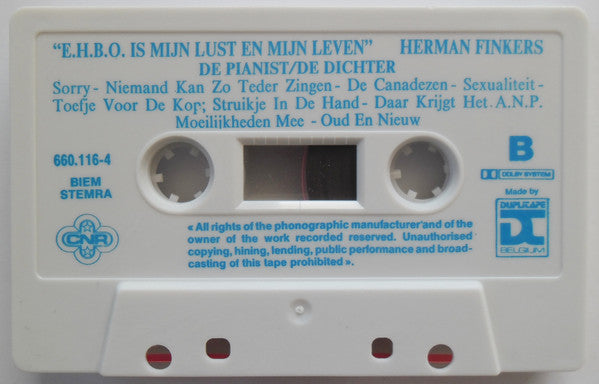 "E.H.B.O. IS MIJN LUST EN MIJN LEVEN" HERMAN FINKERS
DE PIANIST/DE DICHTER
Sorry - Niemand Kan Zo Teder Zingen - De Canadezen - Sexualiteit -
Toefje Voor De Kop; Struikje In De Hand - Daar Krijgt Het A.N.P.
Moeilijkheden Mee - Oud En Nieuw
660.116-4
B
BIEM
STEMRA
DOLBY SYSTEM
Made by
DUPLITAPE
BELGIUM
CNR
« All rights of the phonographic manufacturer and of the
owner of the work recorded reserved. Unauthorised
copying, hining, lending, public performance and broad-
casting of this tape prohibited ».